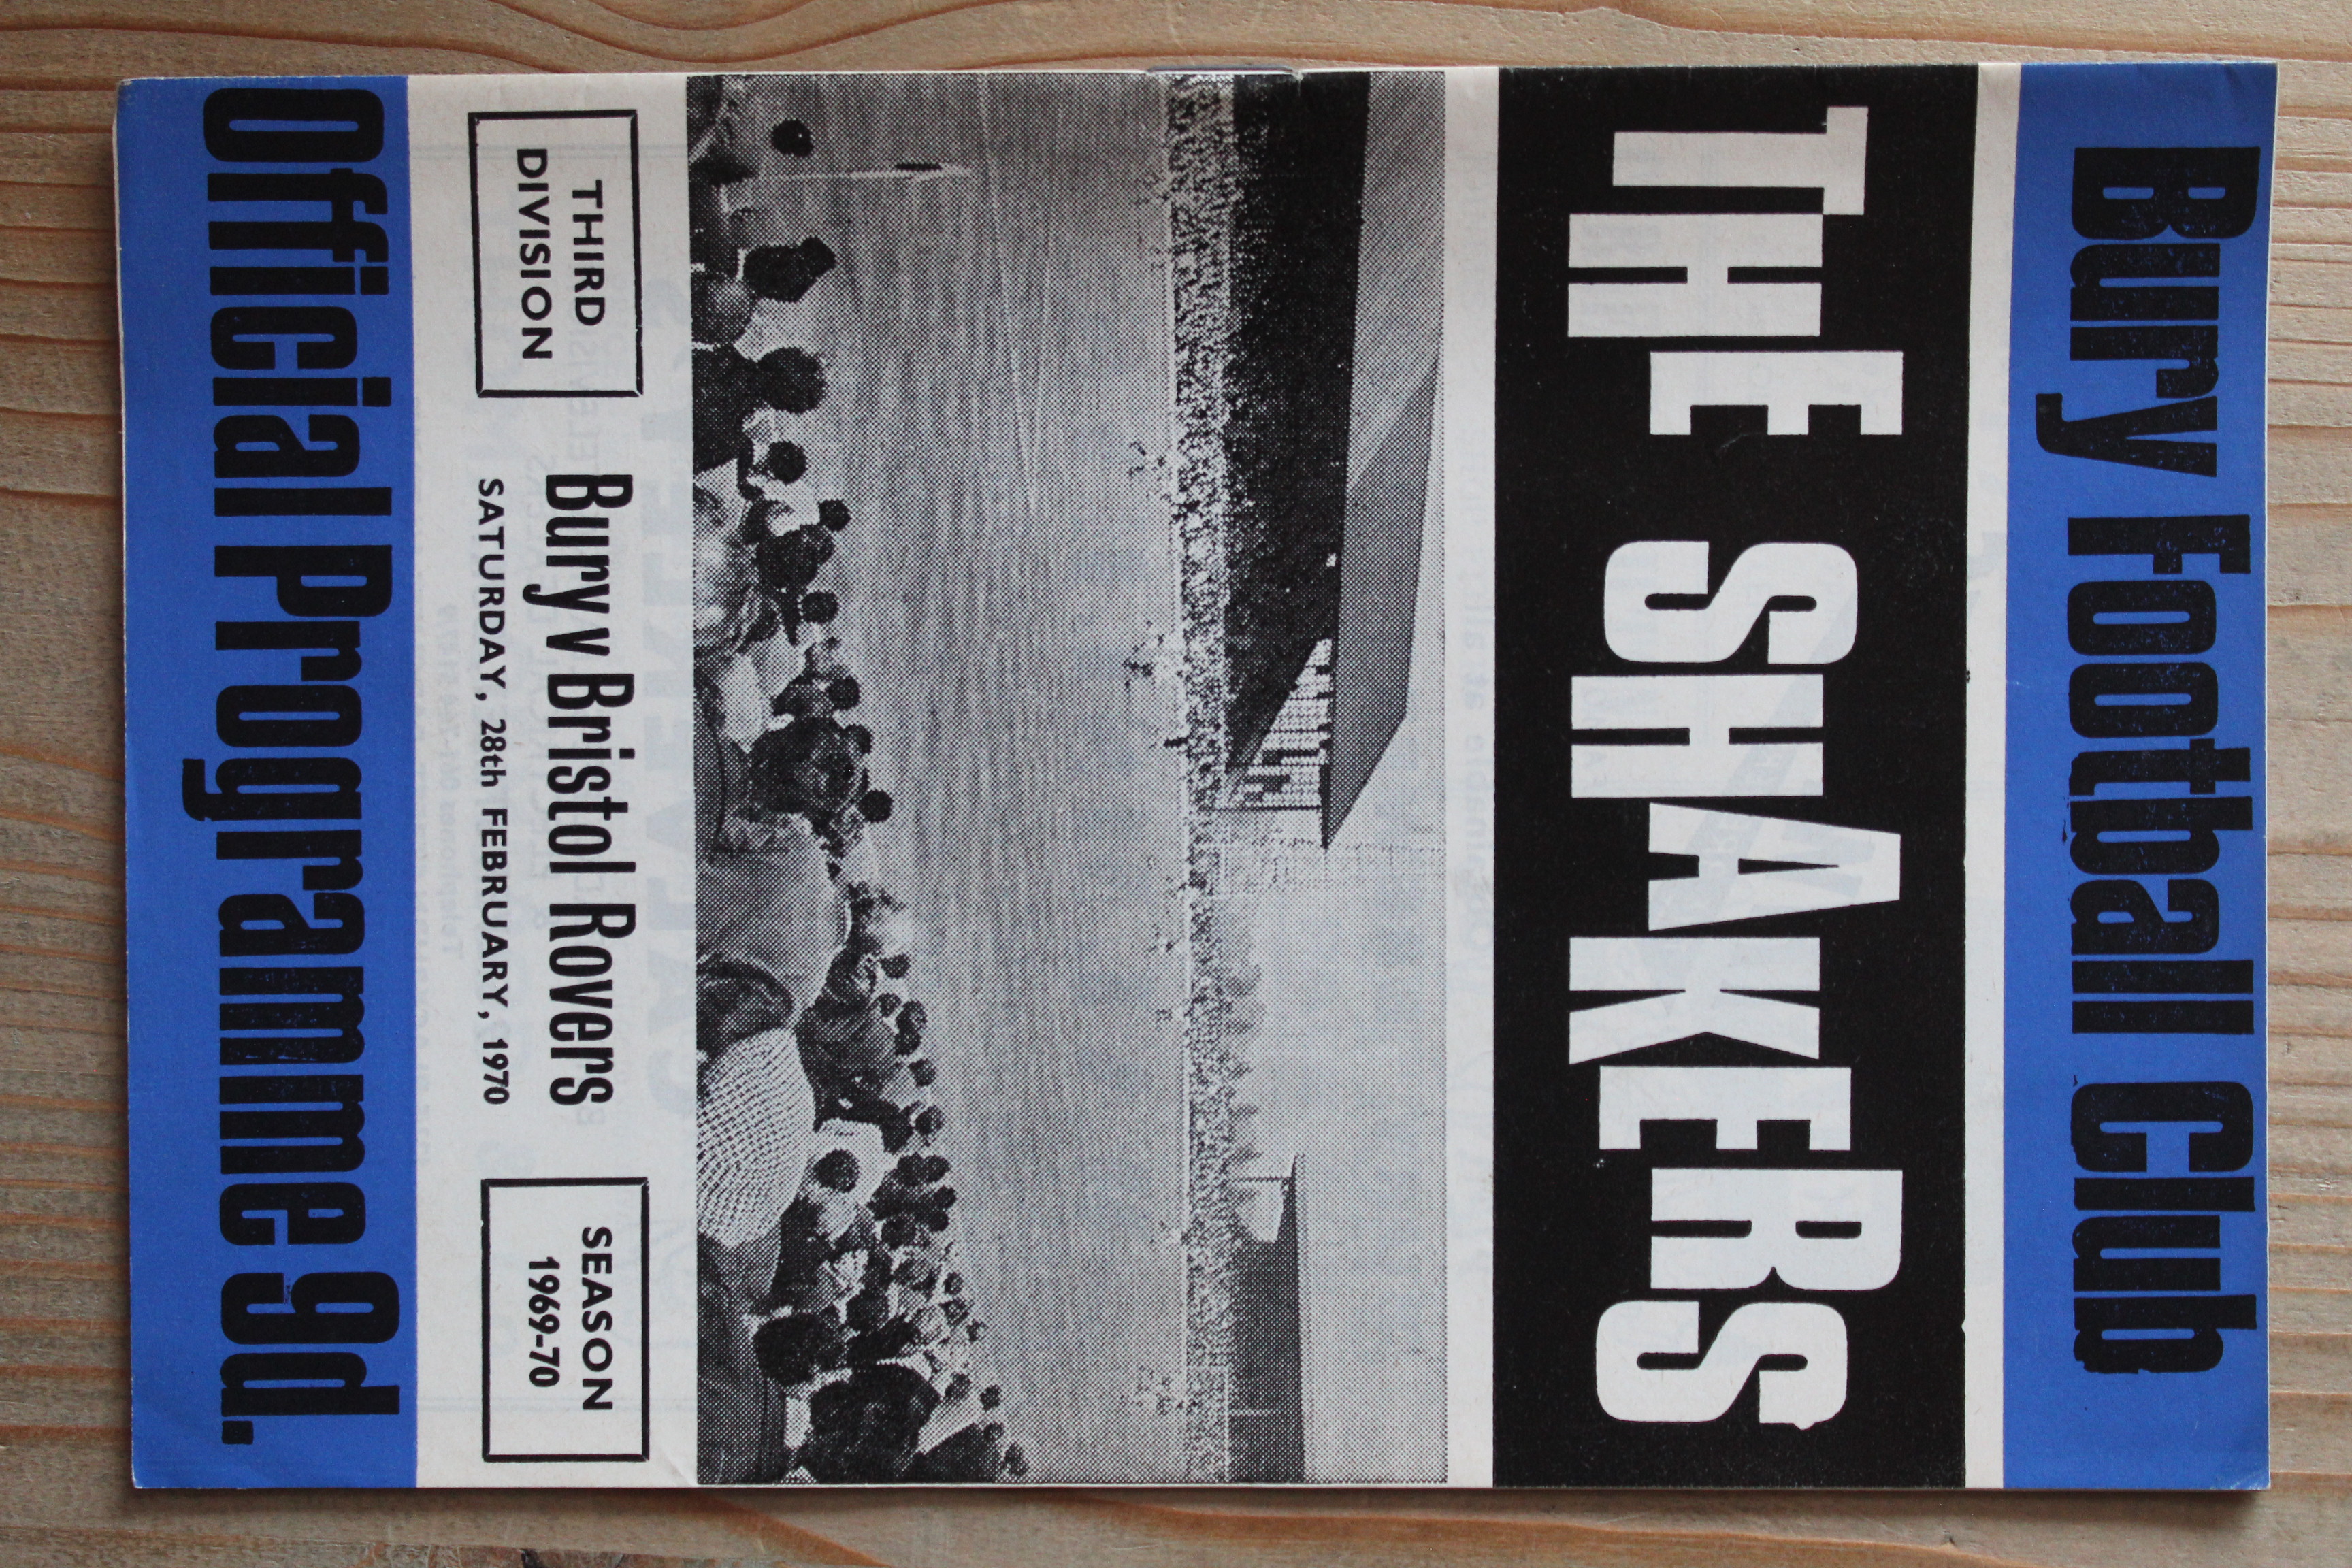 Bury Football Club
THE SHAKERS
THIRD
DIVISION
Bury v Bristol Rovers
SATURDAY, 28th FEBRUARY, 1970
SEASON
1969-70
Official Programme 9d.